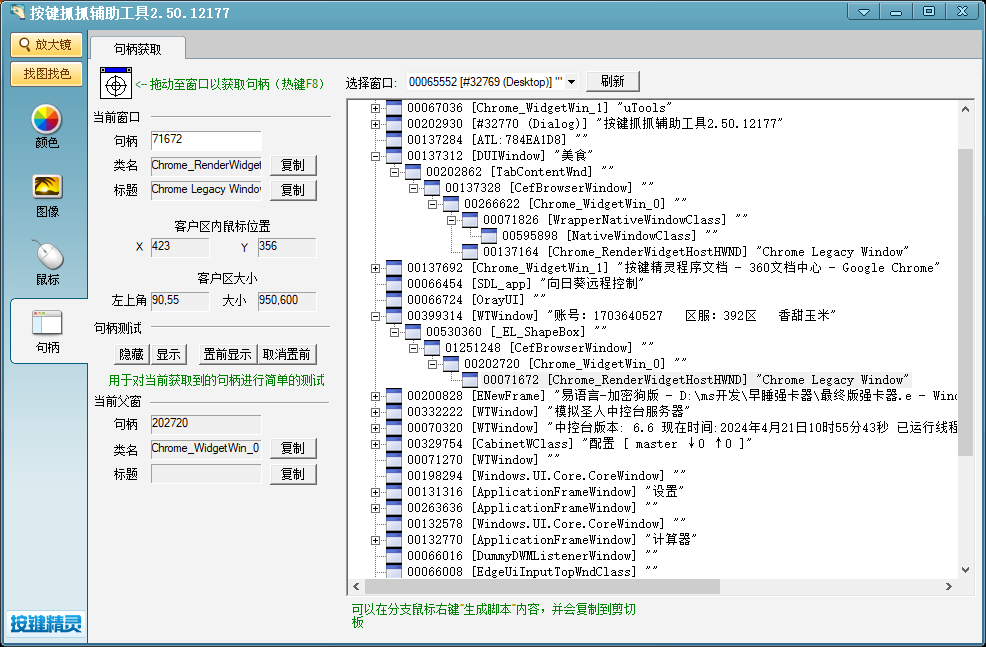 按键抓抓辅助工具2.50.12177
放大镜
找图找色
颜色
图像
鼠标
句柄
按键精灵
句柄获取
<-- 拖动至窗口以获取句柄（热键F8）
当前窗口
句柄 71672
类名 Chrome_RenderWidget 复制
标题 Chrome Legacy Window 复制
客户区内鼠标位置
X 423 Y 356
客户区大小
左上角 90,55 大小 950,600
句柄测试
隐藏 显示 置前显示 取消置前
用于对当前获取到的句柄进行简单的测试
当前父窗
句柄 202720
类名 Chrome_WidgetWin_0 复制
标题 复制
选择窗口: 00065552 [#32769 (Desktop)] "" 刷新
00067036 [Chrome_WidgetWin_1] "uTools"
00202930 [#32770 (Dialog)] "按键抓抓辅助工具2.50.12177"
00137284 [ATL:784EA1D8] ""
00137312 [DUIWindow] "美食"
00202862 [TabContentWnd] ""
00137328 [CefBrowserWindow] ""
00266622 [Chrome_WidgetWin_0] ""
00071826 [WrapperNativeWindowClass] ""
00595898 [NativeWindowClass] ""
00137164 [Chrome_RenderWidgetHostHWND] "Chrome Legacy Window"
00137692 [Chrome_WidgetWin_1] "按键精灵程序文档 - 360文档中心 - Google Chrome"
00066454 [SDL_app] "向日葵远程控制"
00066724 [OrayUI] ""
00399314 [WTWindow] "账号: 1703640527 区服: 392区 香甜玉米"
00530360 [_EL_ShapeBox] ""
01251248 [CefBrowserWindow] ""
00202720 [Chrome_WidgetWin_0] ""
00071672 [Chrome_RenderWidgetHostHWND] "Chrome Legacy Window"
00200828 [ENewFrame] "易语言-加密狗版 - D:\ms开发\早睡强卡器\最终版强卡器.e - Wind
00332222 [WTWindow] "模拟圣人中控台服务器"
00070320 [WTWindow] "中控台版本: 6.6 现在时间:2024年4月21日10时55分43秒 已运行线程
00329754 [CabinetWClass] "配置 [ master ↓0 ↑0 ]"
00071270 [WTWindow] ""
00198294 [Windows.UI.Core.CoreWindow] ""
00131316 [ApplicationFrameWindow] "设置"
00263636 [ApplicationFrameWindow] ""
00132578 [Windows.UI.Core.CoreWindow] ""
00132770 [ApplicationFrameWindow] "计算器"
00066016 [DummyDWMListenerWindow] ""
00066008 [EdgeUiInputTopWndClass] ""
可以在分支鼠标右键"生成脚本"内容，并会复制到剪切
板